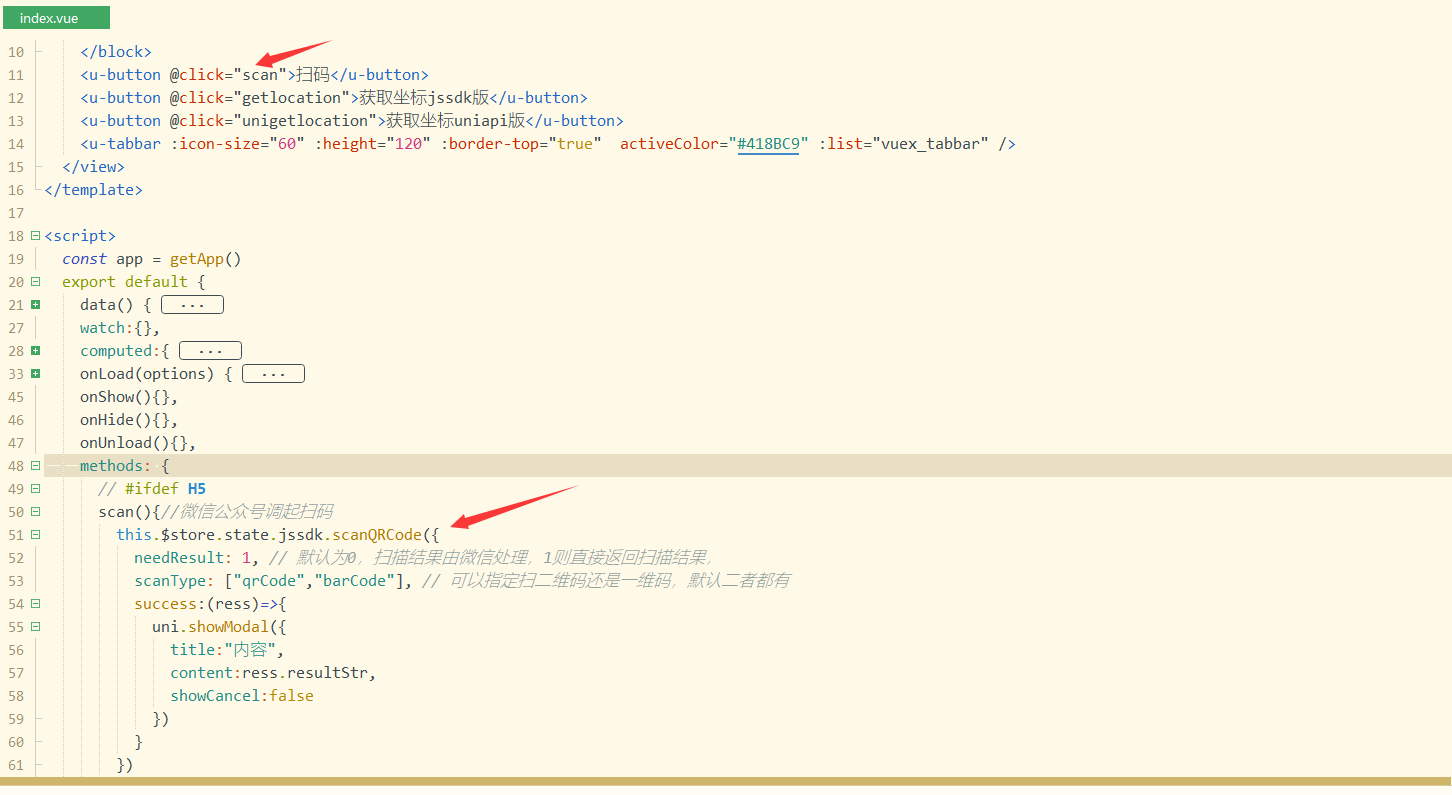 index.vue
10 </block>
11 <u-button @click="scan">扫码</u-button>
12 <u-button @click="getlocation">获取坐标jssdk版</u-button>
13 <u-button @click="unigetlocation">获取坐标uniapi版</u-button>
14 <u-tabbar :icon-size="60" :height="120" :border-top="true"  activeColor="#418BC9" :list="vuex_tabbar" />
15 </view>
16 </template>
17
18 <script>
19 const app = getApp()
20 export default {
21 data() { ...
27 watch:{},
28 computed:{ ...
33 onLoad(options) { ...
45 onShow(){},
46 onHide(){},
47 onUnload(){},
48 methods: {
49 // #ifdef H5
50 scan(){//微信公众号调起扫码
51 this.$store.state.jssdk.scanQRCode({
52 needResult: 1, // 默认为0，扫描结果由微信处理，1则直接返回扫描结果，
53 scanType: ["qrCode","barCode"], // 可以指定扫二维码还是一维码，默认二者都有
54 success:(ress)=>{
55 uni.showModal({
56 title:"内容",
57 content:ress.resultStr,
58 showCancel:false
59 })
60 }
61 })